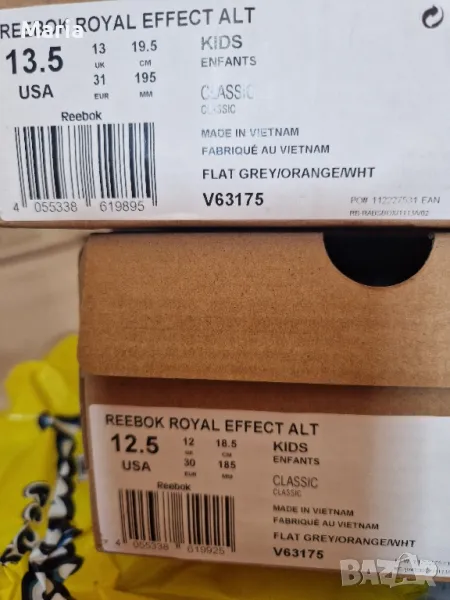 Maria
REEBOK ROYAL EFFECT ALT
13.5 13 19.5 KIDS
UK CM ENFANTS
USA 31 195 CLASSIC
EUR MM CLASSIC
Reebok
MADE IN VIETNAM
FABRIQUÉ AU VIETNAM
FLAT GREY/ORANGE/WHT
4 055338 619895 V63175
PO# 112227531 EAN
REEBOK ROYAL EFFECT ALT
12.5 12 18.5 KIDS
UK CM ENFANTS
USA 30 185
EUR MM CLASSIC
Reebok CLASSIC
MADE IN VIETNAM
FABRIQUÉ AU VIETNAM
FLAT GREY/ORANGE/WHT
4 055338 619925 V63175
BAZAR